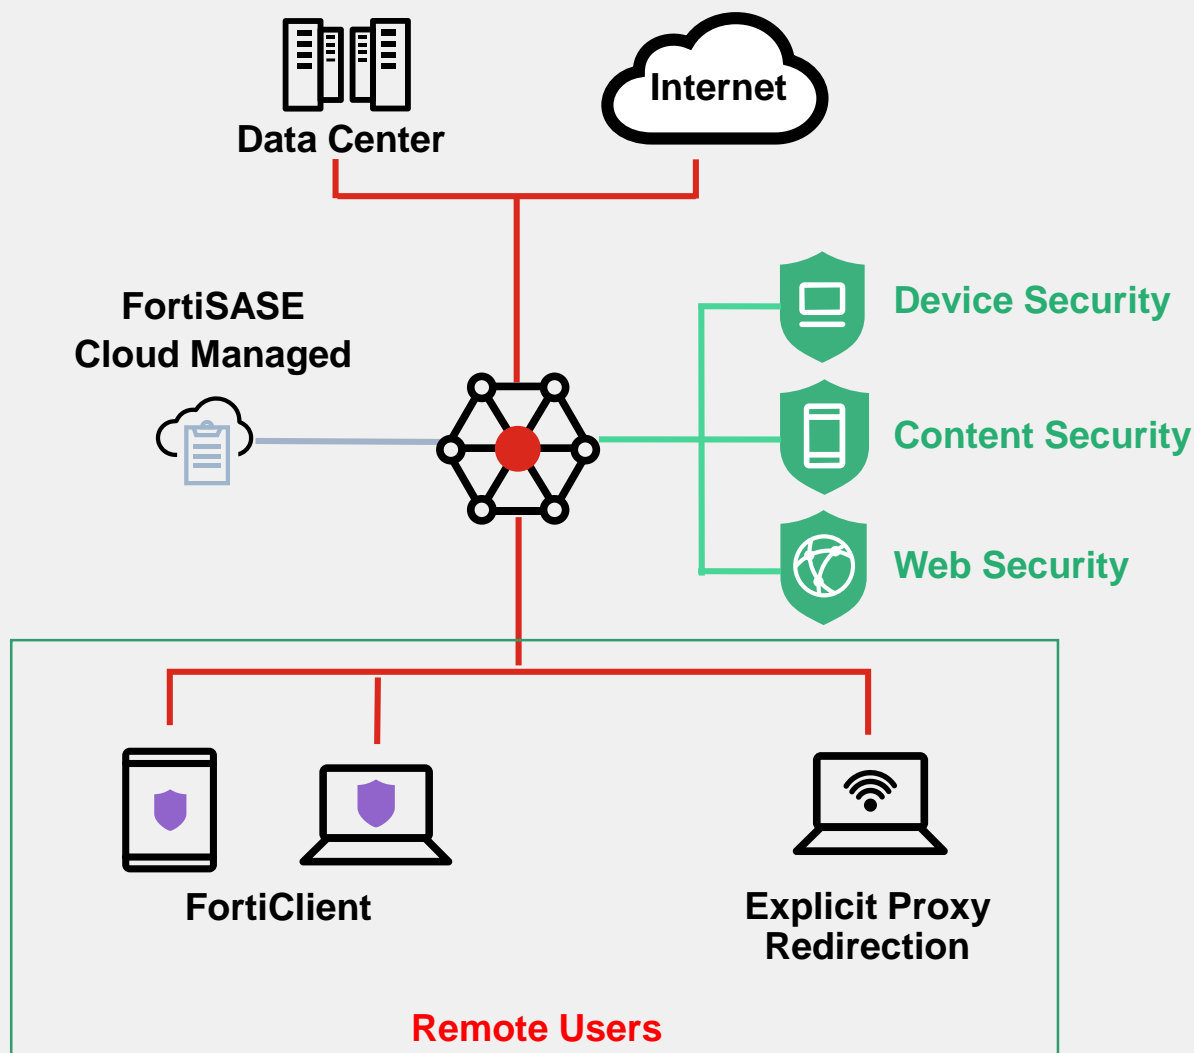 Internet
Data Center
FortiSASE
Cloud Managed
Device Security
Content Security
Web Security
FortiClient
Explicit Proxy
Redirection
Remote Users